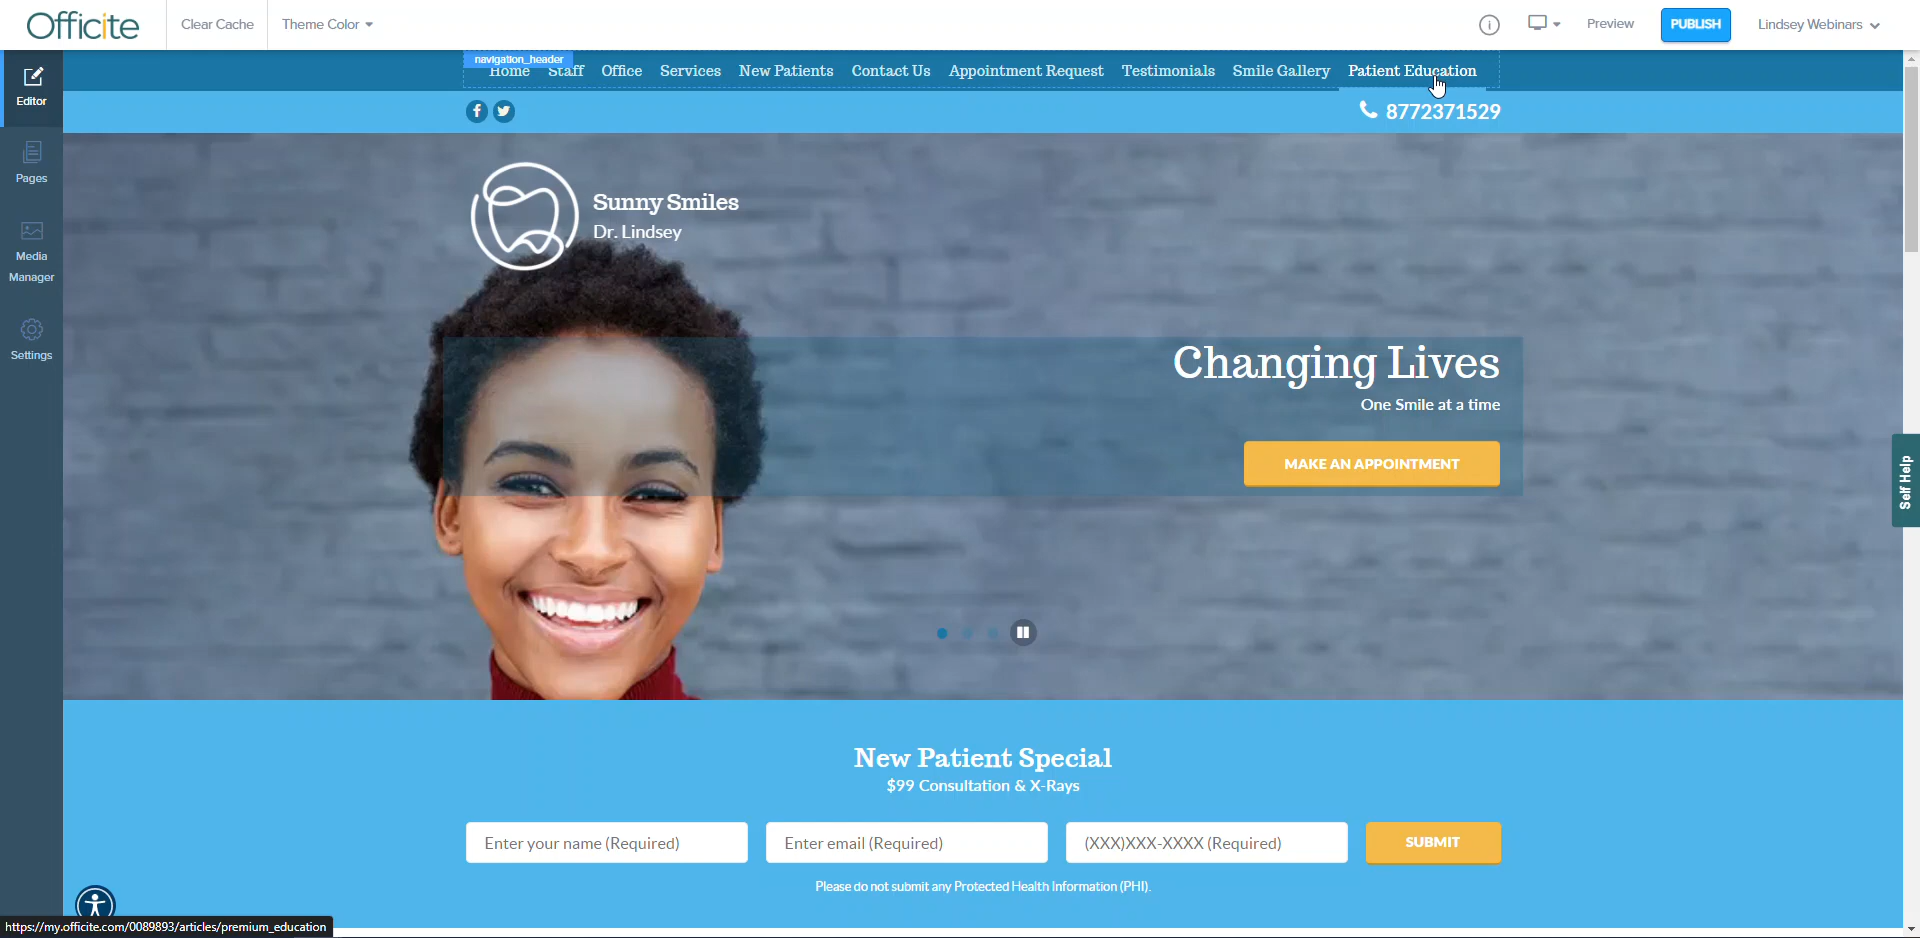 Officite
Clear Cache
Theme Color
Preview
PUBLISH
Lindsey Webinars
Editor
Pages
Media
Manager
Settings
navigation_header
Home Staff Office Services New Patients Contact Us Appointment Request Testimonials Smile Gallery Patient Education
8772371529
Sunny Smiles
Dr. Lindsey
Changing Lives
One Smile at a time
MAKE AN APPOINTMENT
Self Help
New Patient Special
$99 Consultation & X-Rays
Enter your name (Required)
Enter email (Required)
(XXX)XXX-XXXX (Required)
SUBMIT
Please do not submit any Protected Health Information (PHI).
https://my.officite.com/0089893/articles/premium_education